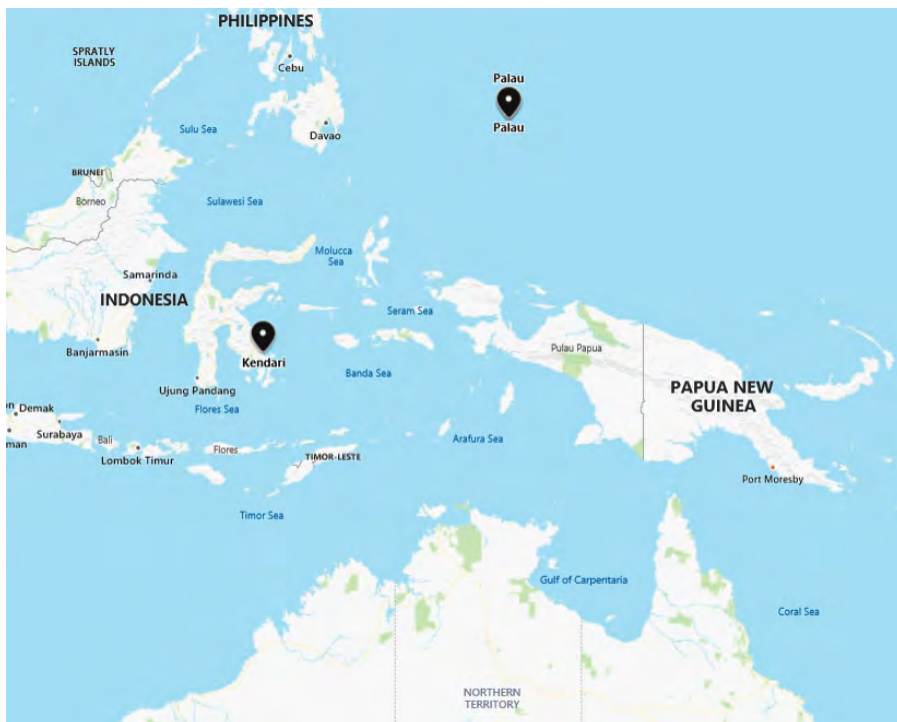 PHILIPPINES
SPRATLY
ISLANDS
Cebu
Palau
Palau
Sulu Sea
Davao
BRUNEI
Borneo
Sulawesi Sea
Molucca
Sea
Samarinda
INDONESIA
Seram Sea
Banjarmasin
Kendari
Pulau Papua
Banda Sea
Ujung Pandang
PAPUA NEW
GUINEA
Flores Sea
on
Demak
Surabaya
man
Bali
Lombok Timur
Flores
Arafura Sea
TIMOR-LESTE
Port Moresby
Timor Sea
Gulf of Carpentaria
Coral Sea
NORTHERN
TERRITORY